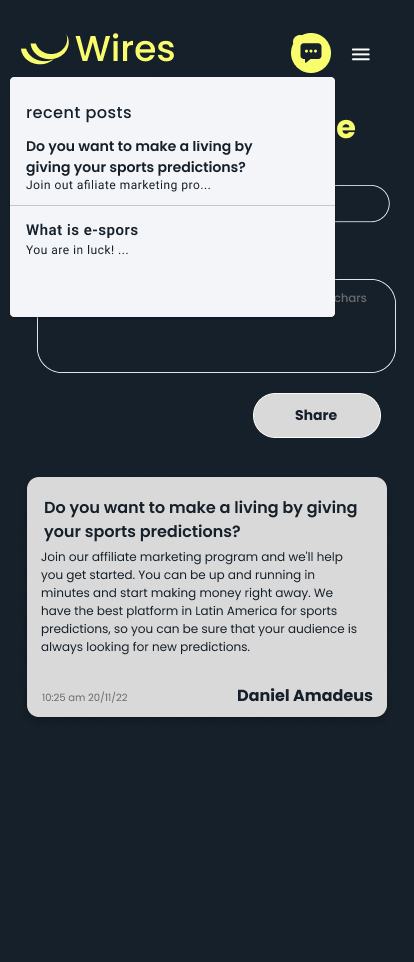 Wires
recent posts
e
Do you want to make a living by
giving your sports predictions?
Join out afiliate marketing pro...
What is e-spors
You are in luck! ...
chars
Share
Do you want to make a living by giving
your sports predictions?
Join our affiliate marketing program and we'll help
you get started. You can be up and running in
minutes and start making money right away. We
have the best platform in Latin America for sports
predictions, so you can be sure that your audience is
always looking for new predictions.
10:25 am 20/11/22
Daniel Amadeus